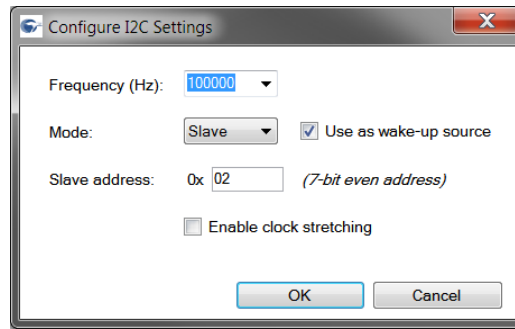 Configure I2C Settings
Frequency (Hz): 100000
Mode: Slave Use as wake-up source
Slave address: 0x 02 (7-bit even address)
Enable clock stretching
OK Cancel